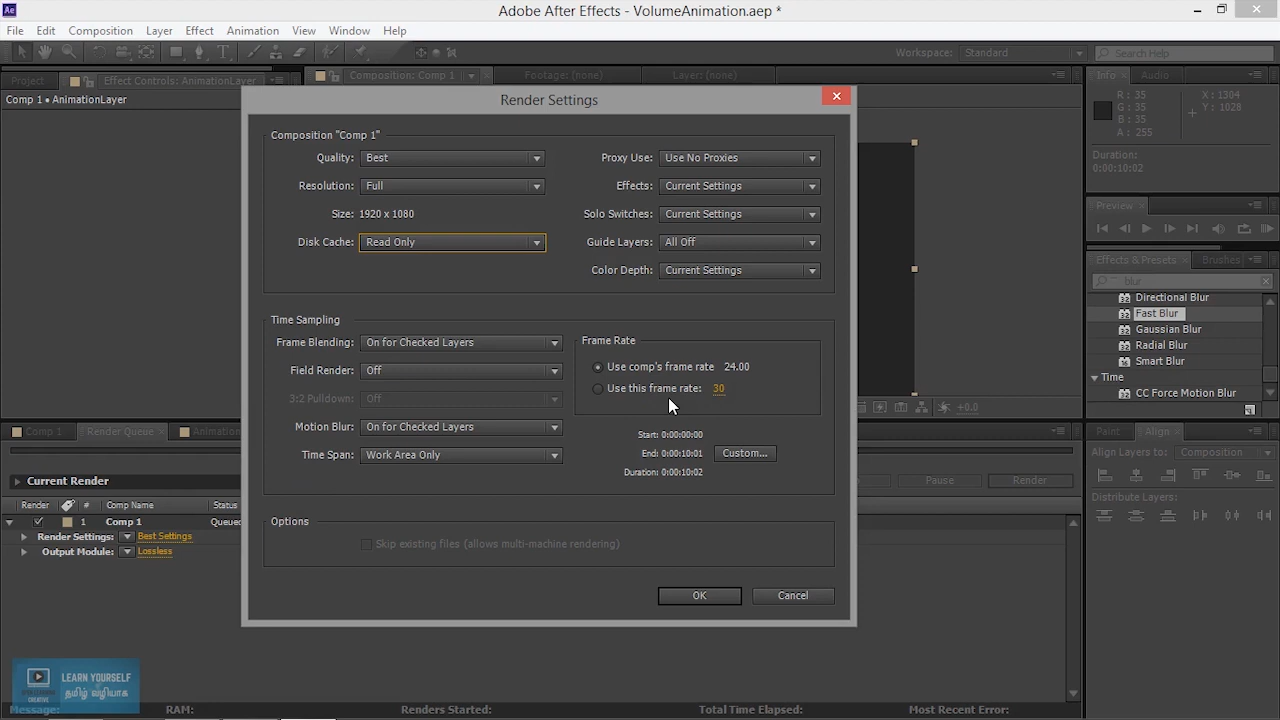 Ae
Adobe After Effects - VolumeAnimation.aep *
File Edit Composition Layer Effect Animation View Window Help
Workspace: Standard
Search Help
Project
Effect Controls: AnimationLayer
Composition: Comp 1
Footage: (none)
Layer: (none)
Info
Audio
Comp 1 • AnimationLayer
R: 35
G: 35
B: 35
A: 255
X: 1304
Y: 1028
Duration:
0:00:10:02
Preview
Effects & Presets
Brushes
blur
Directional Blur
Fast Blur
Gaussian Blur
Radial Blur
Smart Blur
Time
CC Force Motion Blur
Render Settings
Composition "Comp 1"
Quality: Best
Resolution: Full
Size: 1920 x 1080
Disk Cache: Read Only
Proxy Use: Use No Proxies
Effects: Current Settings
Solo Switches: Current Settings
Guide Layers: All Off
Color Depth: Current Settings
Time Sampling
Frame Blending: On for Checked Layers
Field Render: Off
3:2 Pulldown: Off
Motion Blur: On for Checked Layers
Time Span: Work Area Only
Frame Rate
Use comp's frame rate 24.00
Use this frame rate: 30
Start: 0:00:00:00
End: 0:00:10:01
Duration: 0:00:10:02
Custom...
Options
Skip existing files (allows multi-machine rendering)
OK
Cancel
+0.0
Comp 1
Render Queue
Animation
Current Render
Pause
Render
Render # Comp Name Status
1 Comp 1 Queued
Render Settings: Best Settings
Output Module: Lossless
Paint
Align
Align Layers to: Composition
Distribute Layers:
LEARN YOURSELF
தமிழ் வழியாக
CREATIVE
Message:
RAM:
Renders Started:
Total Time Elapsed:
Most Recent Error: